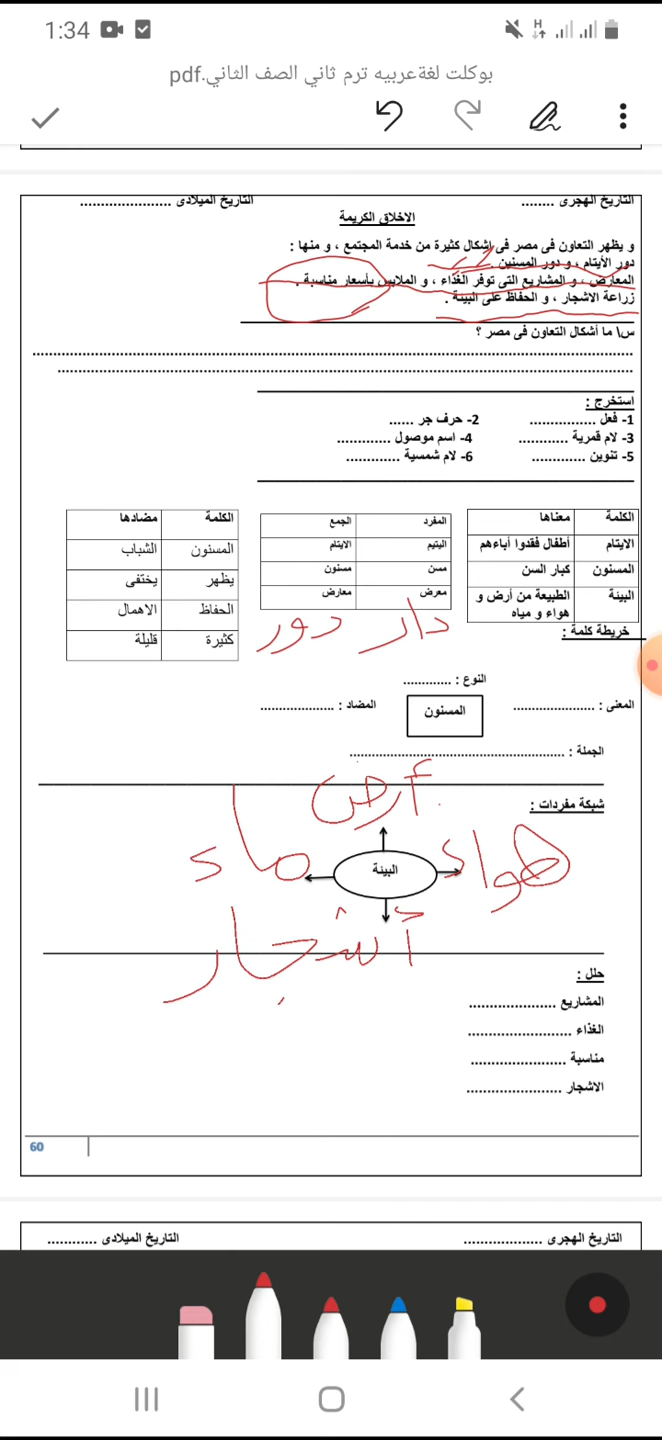 1:34
بوكلت لغةعربيه ترم ثاني الصف الثاني.pdf
التاريخ الهجرى ........ التاريخ الميلادى ......................
الاخلاق الكريمة
و يظهر التعاون فى مصر فى اشكال كثيرة من خدمة المجتمع ، و منها :
دور الأيتام ، و دور المسنين .
المعارض ، و المشاريع التى توفر الغذاء ، و الملابس بأسعار مناسبة .
زراعة الاشجار ، و الحفاظ على البيئة .
س\ ما أشكال التعاون فى مصر ؟
استخرج :
1- فعل ................ 2- حرف جر ......
3- لام قمرية ............ 4- اسم موصول .............
5- تنوين ............. 6- لام شمسية .............
الكلمة معناها
الايتام أطفال فقدوا أباءهم
المسنون كبار السن
البيئة الطبيعة من أرض و هواء و مياه
المفرد الجمع
اليتيم الايتام
مسن مسنون
معرض معارض
الكلمة مضادها
المسنون الشباب
يظهر يختفى
الحفاظ الاهمال
كثيرة قليلة
دار دور
خريطة كلمة :
النوع : ............
المعنى : .................... المسنون المضاد : ..................
الجملة : ......................................................
شبكة مفردات :
أرض
هواء البيئة ماء
أشجار
حلل :
المشاريع .....................
الغذاء .........................
مناسبة .......................
الاشجار .......................
60
التاريخ الهجرى ................... التاريخ الميلادى ............